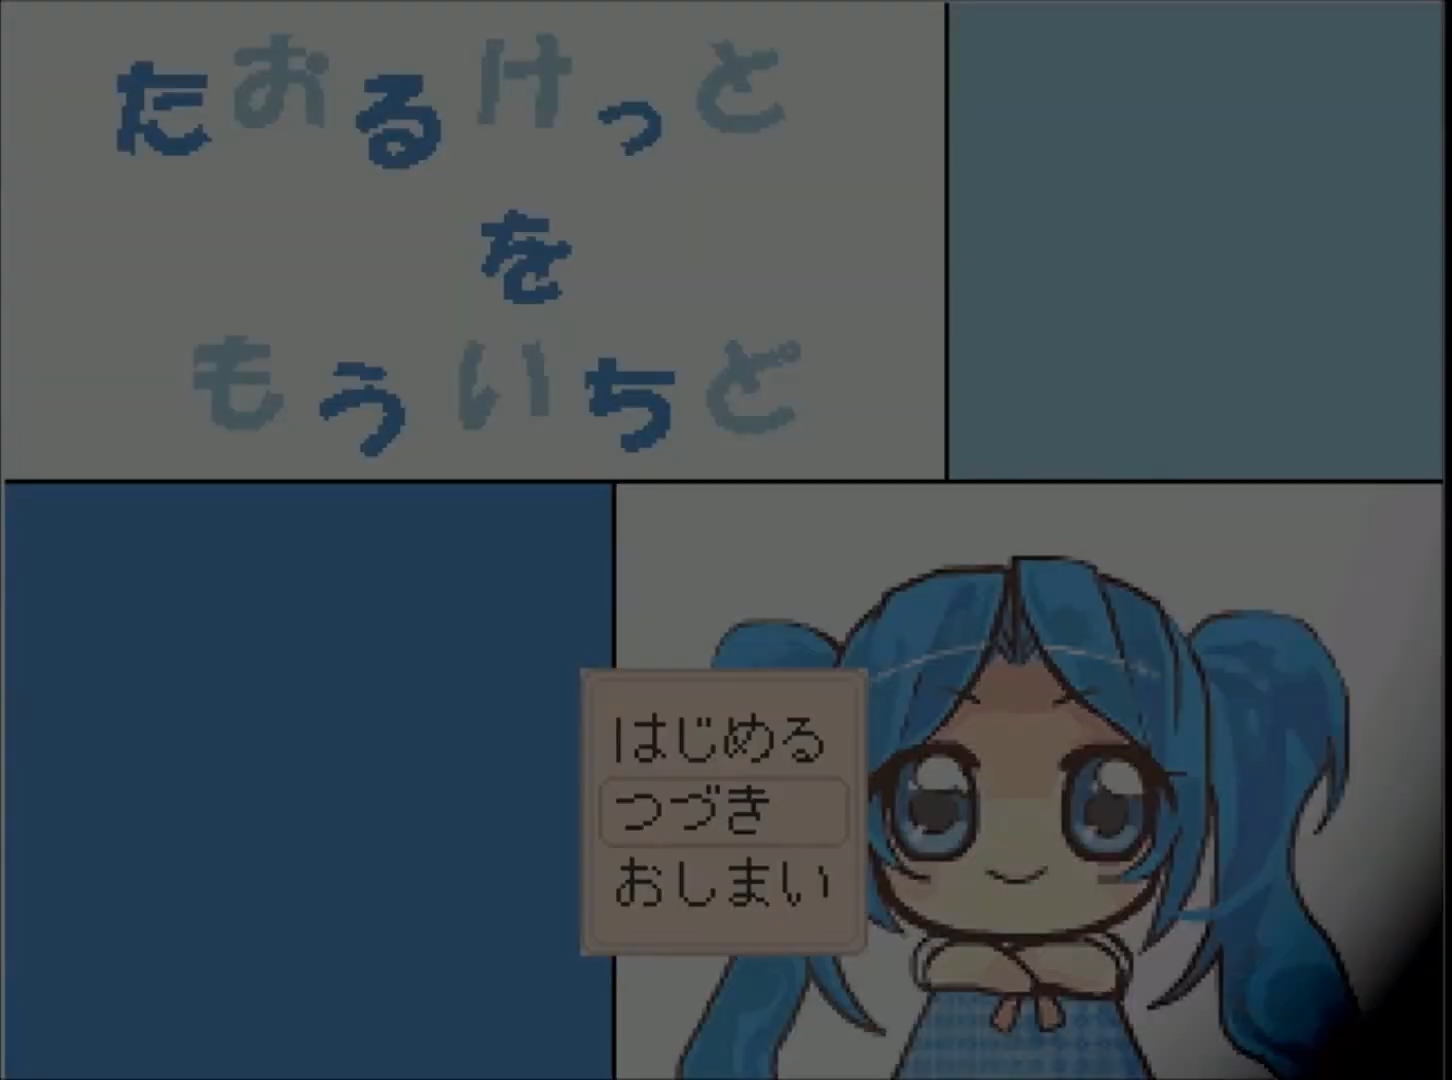 たおるけっと
を
もういちど
はじめる
つづき
おしまい